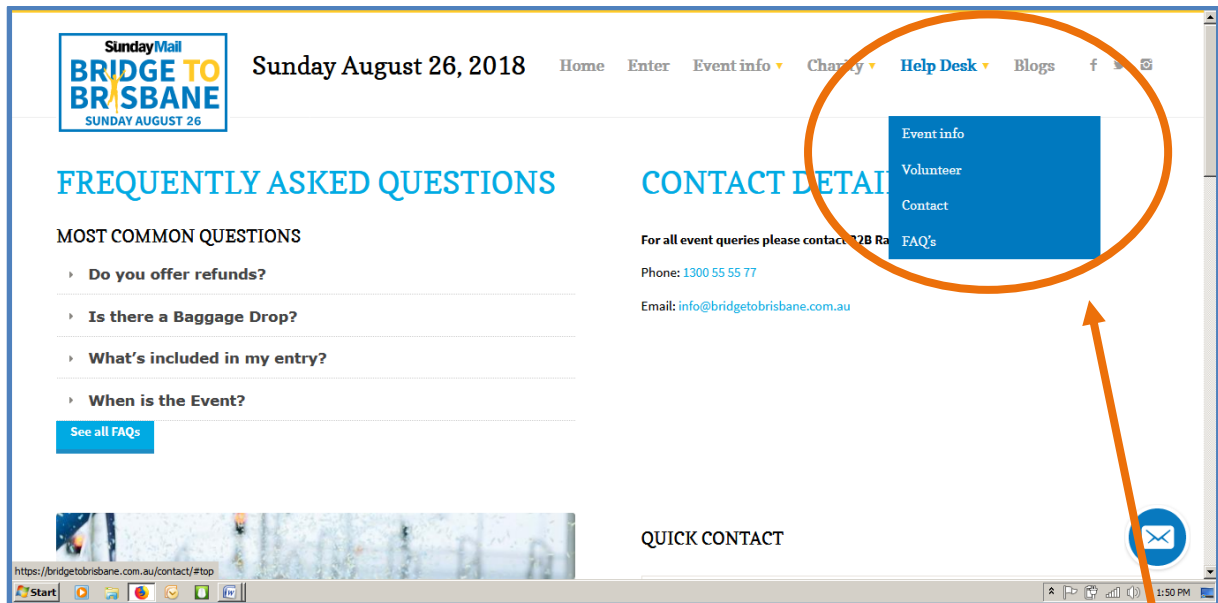 Sunday Mail
BRIDGE TO
BRISBANE
SUNDAY AUGUST 26
Sunday August 26, 2018
Home Enter Event info Charity Help Desk Blogs
Event info
Volunteer
Contact
FAQ's
FREQUENTLY ASKED QUESTIONS
MOST COMMON QUESTIONS
Do you offer refunds?
Is there a Baggage Drop?
What's included in my entry?
When is the Event?
See all FAQs
CONTACT DETAI
For all event queries please contact B2B Ra
Phone: 1300 55 55 77
Email: info@bridgetobrisbane.com.au
QUICK CONTACT
https://bridgetobrisbane.com.au/contact/#top
Start
1:50 PM